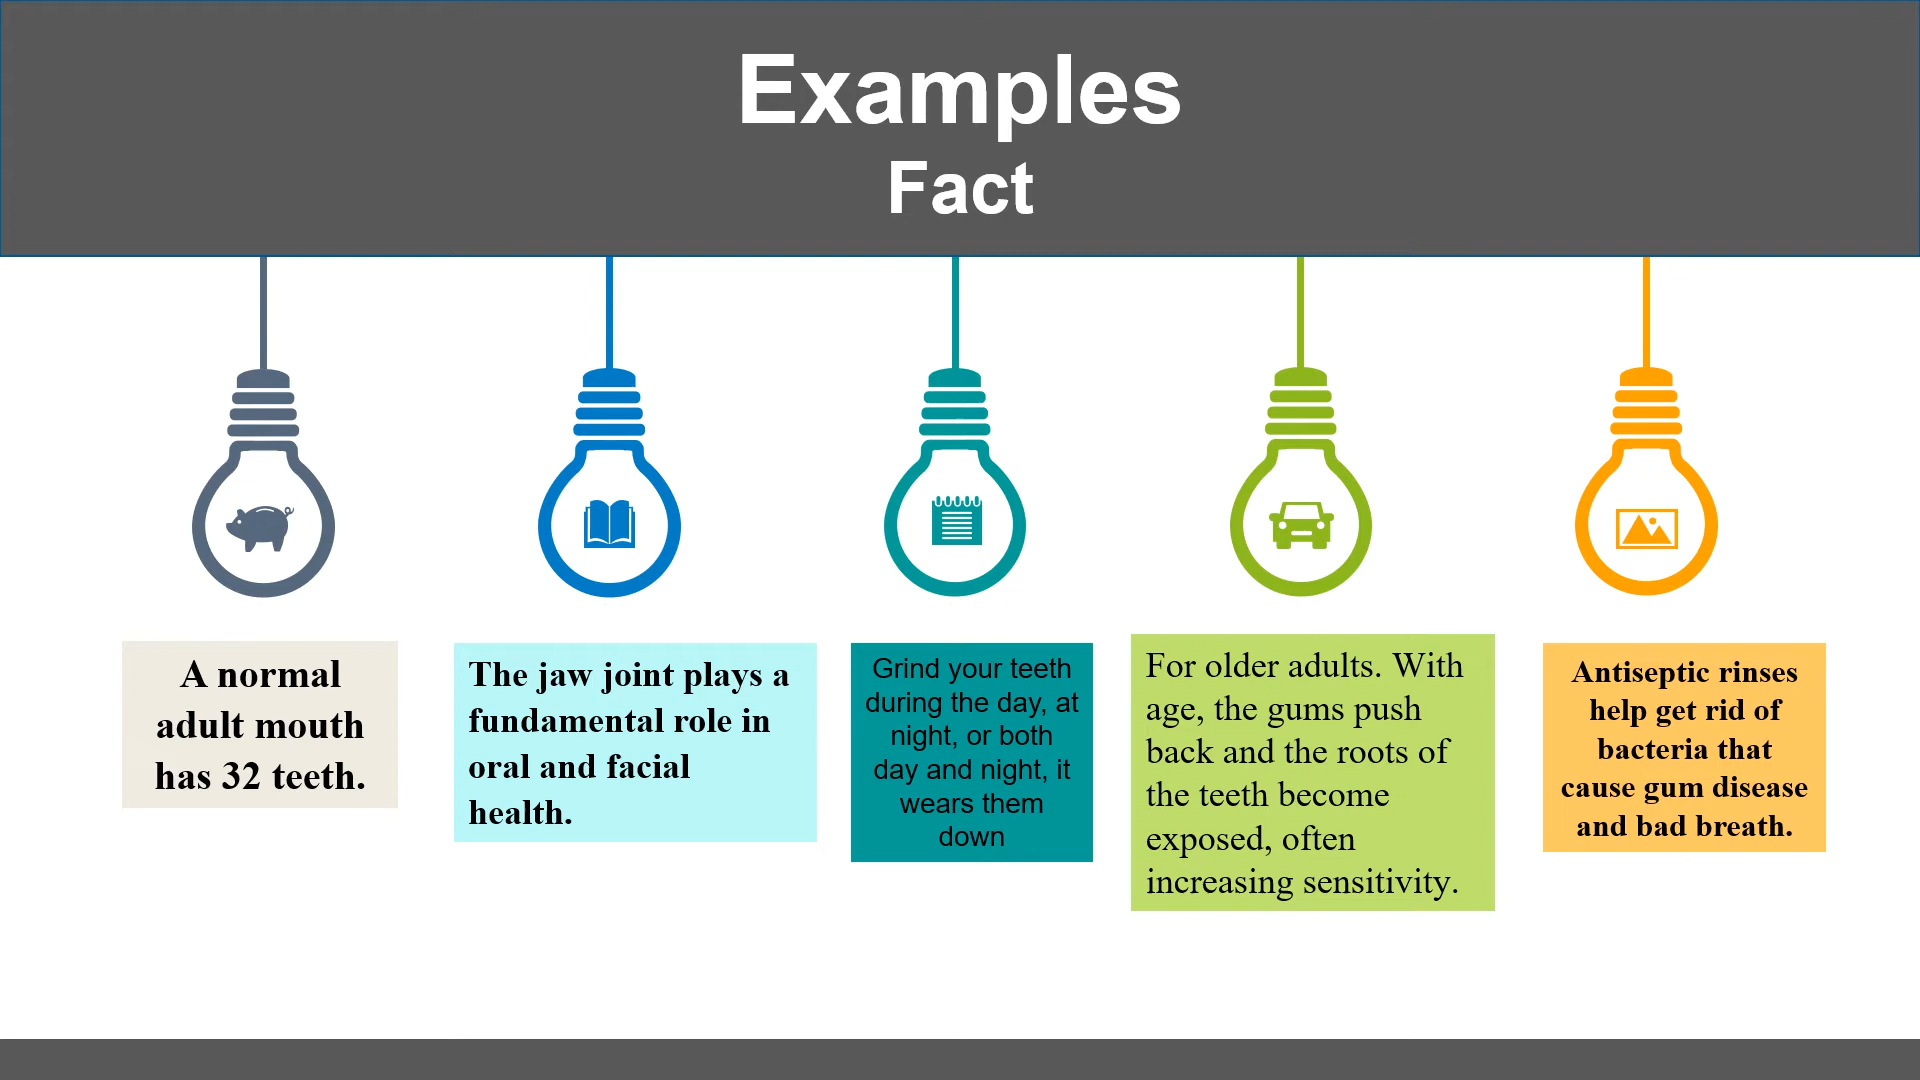 Examples
Fact
A normal
adult mouth
has 32 teeth.
The jaw joint plays a
fundamental role in
oral and facial
health.
Grind your teeth
during the day, at
night, or both
day and night, it
wears them
down
For older adults. With
age, the gums push
back and the roots of
the teeth become
exposed, often
increasing sensitivity.
Antiseptic rinses
help get rid of
bacteria that
cause gum disease
and bad breath.